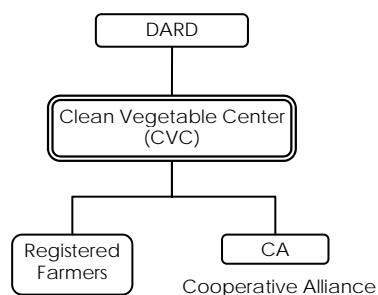 DARD
Clean Vegetable Center
(CVC)
Registered
Farmers
CA
Cooperative Alliance